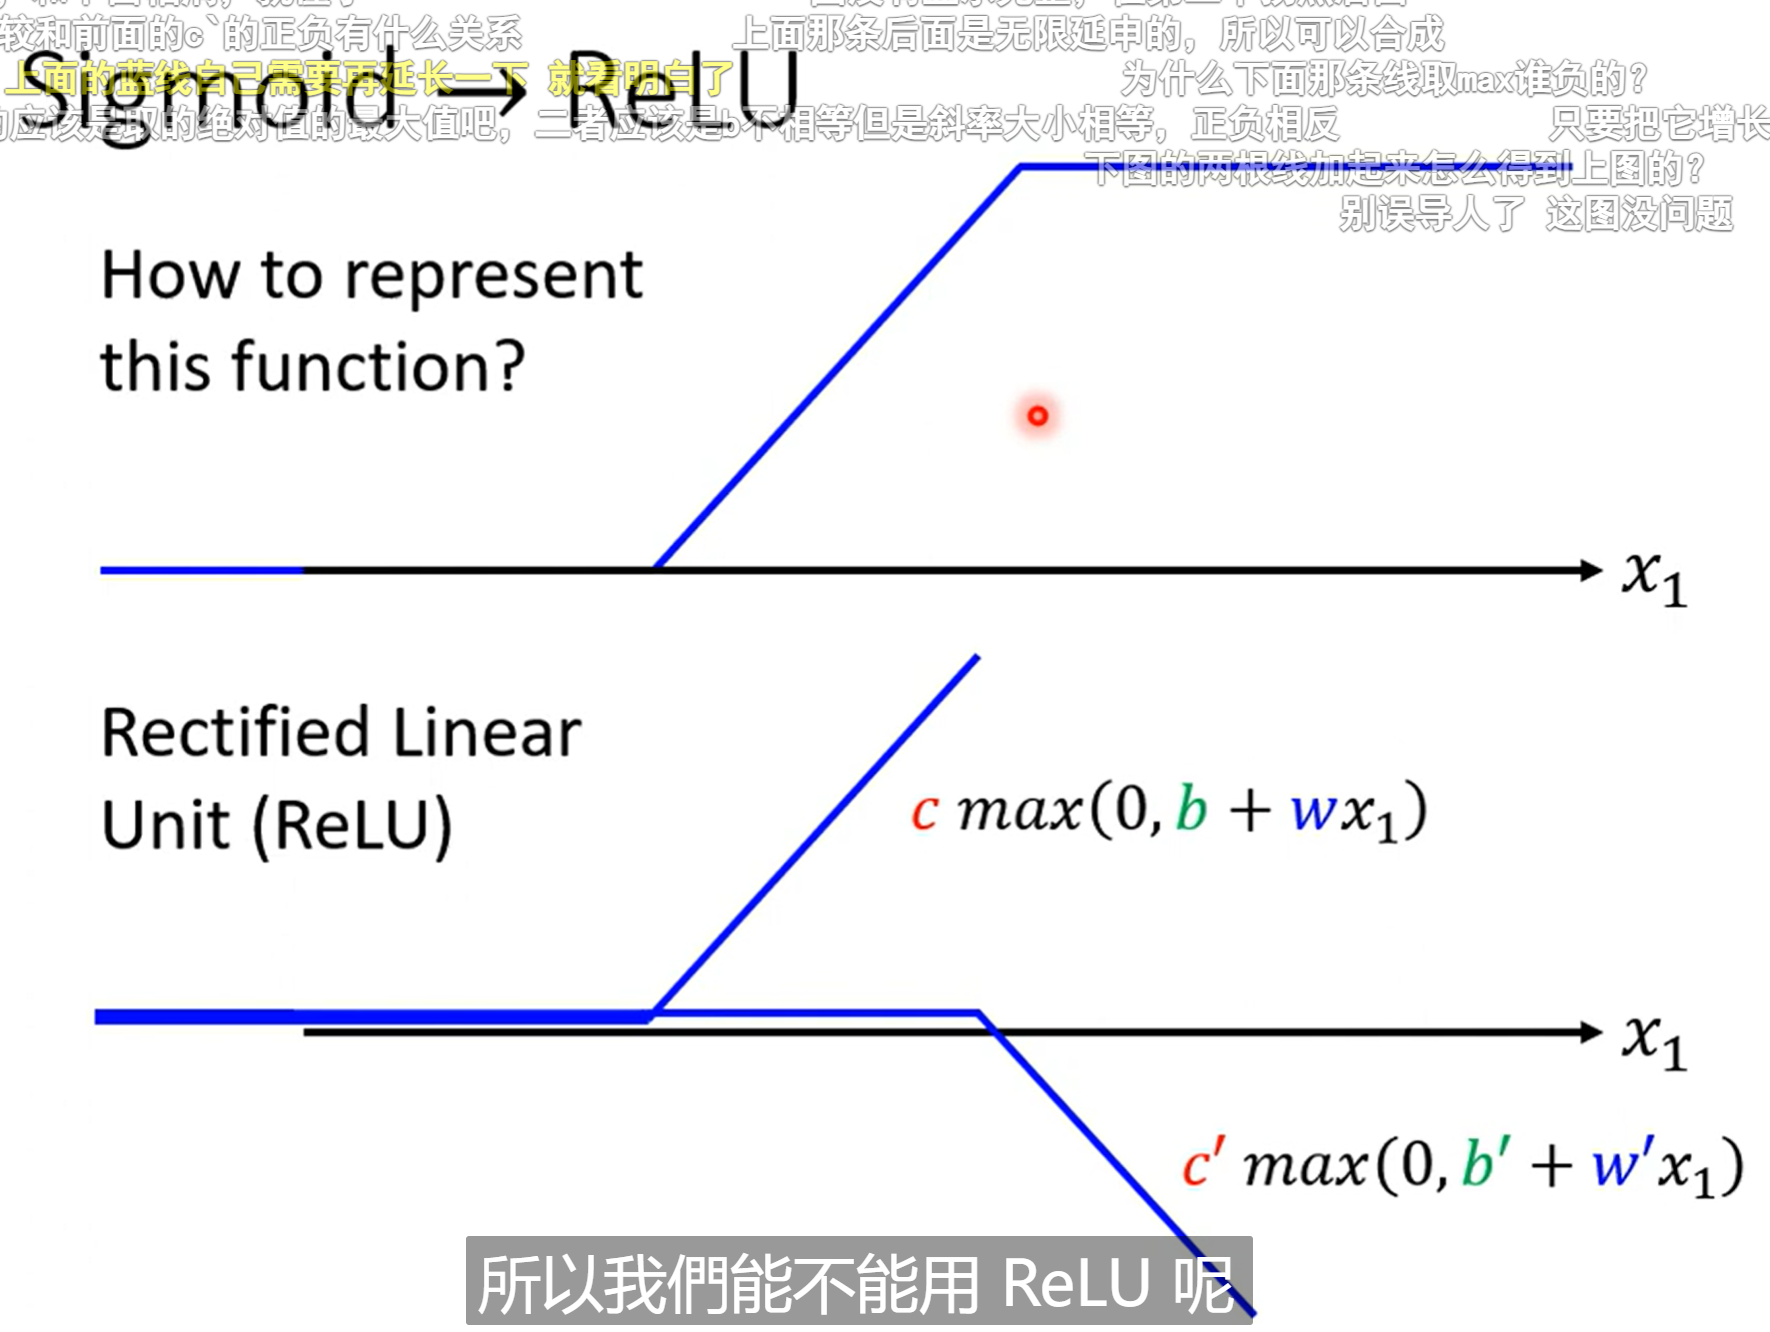 较和前面的c`的正负有什么关系
上面那条后面是无限延申的，所以可以合成
Sigmoid → ReLU
上面的蓝线自己需要再延长一下 就看明白了
为什么下面那条线取max谁负的？
应该是取的绝对值的最大值吧，二者应该是b不相等但是斜率大小相等，正负相反
只要把它增长
下图的两根线加起来怎么得到上图的？
别误导人了 这图没问题
How to represent
this function?
x₁
Rectified Linear
Unit (ReLU)
c max(0, b + wx₁)
x₁
c′ max(0, b′ + w′x₁)
所以我們能不能用 ReLU 呢